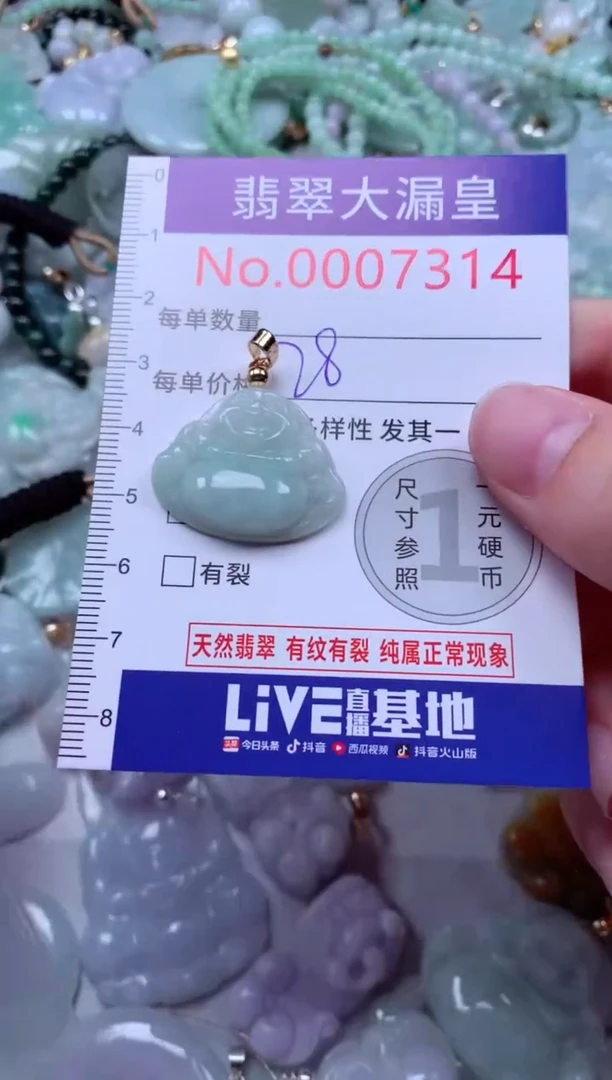 翡翠大漏皇
No.0007314
每单数量
28
每单价
样性 发其一
尺寸参照
1
一元硬币
有裂
天然翡翠 有纹有裂 纯属正常现象
LiVE直播基地
头条 今日头条 抖音 西瓜视频 抖音火山版
0
1
2
3
4
5
6
7
8